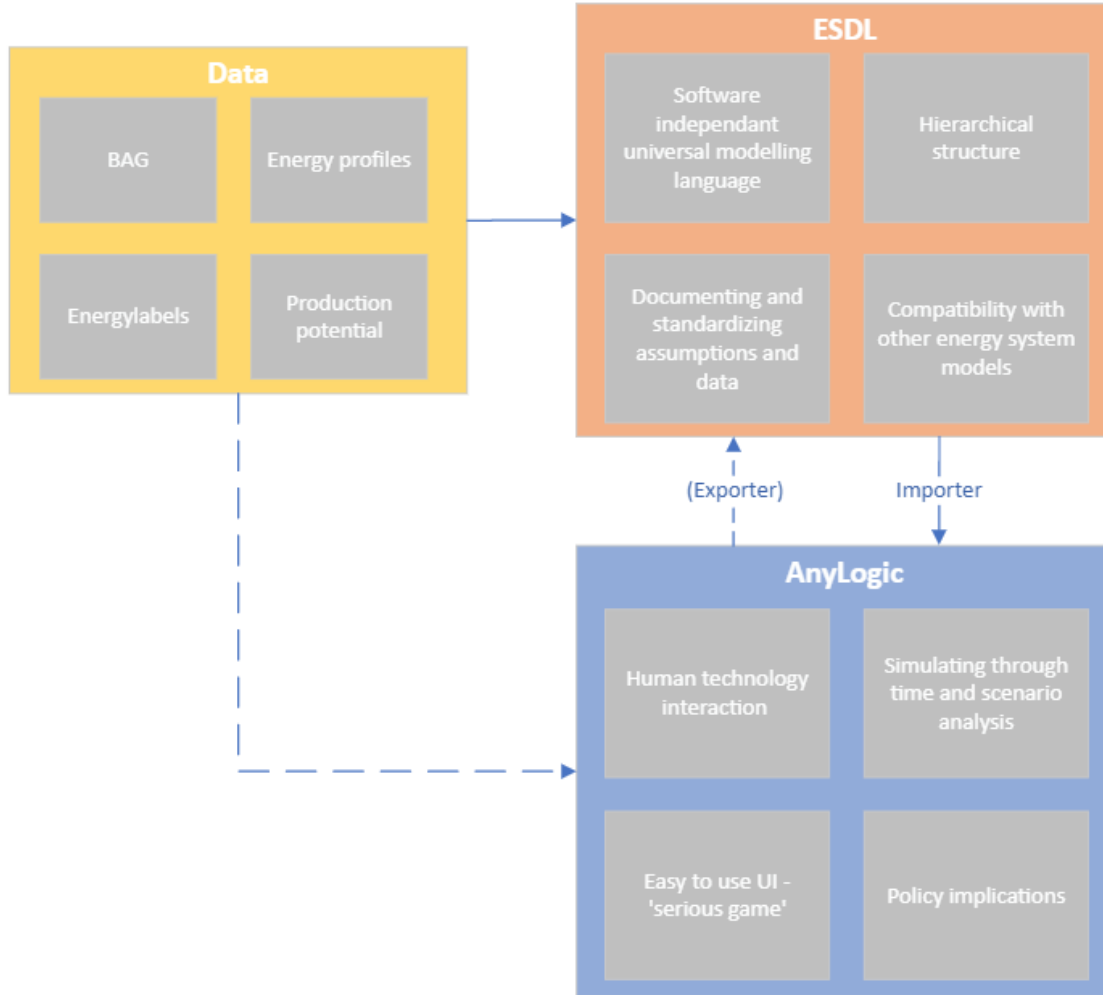 Data
BAG
Energy profiles
Energylabels
Production
potential
ESDL
Software
independant
universal modelling
language
Hierarchical
structure
Documenting and
standardizing
assumptions and
data
Compatibility with
other energy system
models
(Exporter)
Importer
AnyLogic
Human technology
interaction
Simulating through
time and scenario
analysis
Easy to use UI -
'serious game'
Policy implications